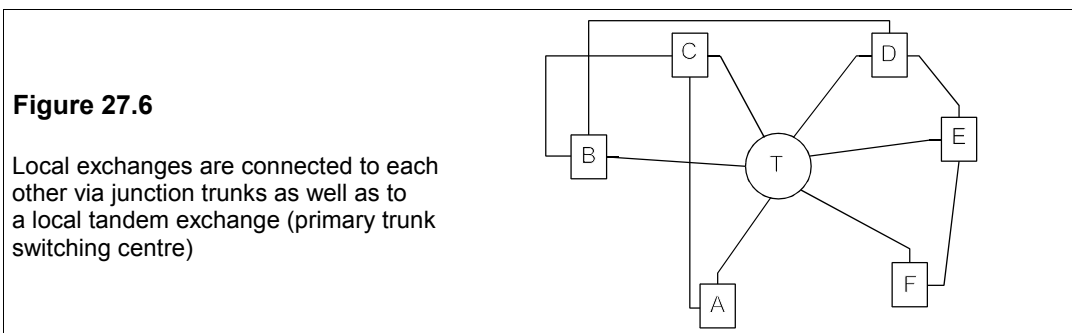 Figure 27.6
Local exchanges are connected to each
other via junction trunks as well as to
a local tandem exchange (primary trunk
switching centre)
C
D
E
B
T
F
A